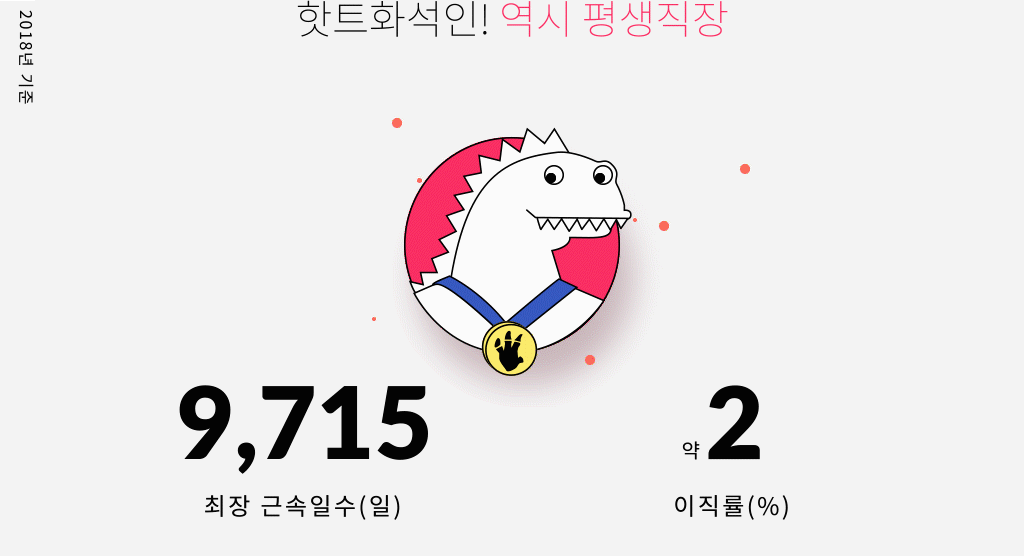 핫트화석인! 역시 평생직장
2018년 기준
9,715
최장 근속일수(일)
약 2
이직률(%)